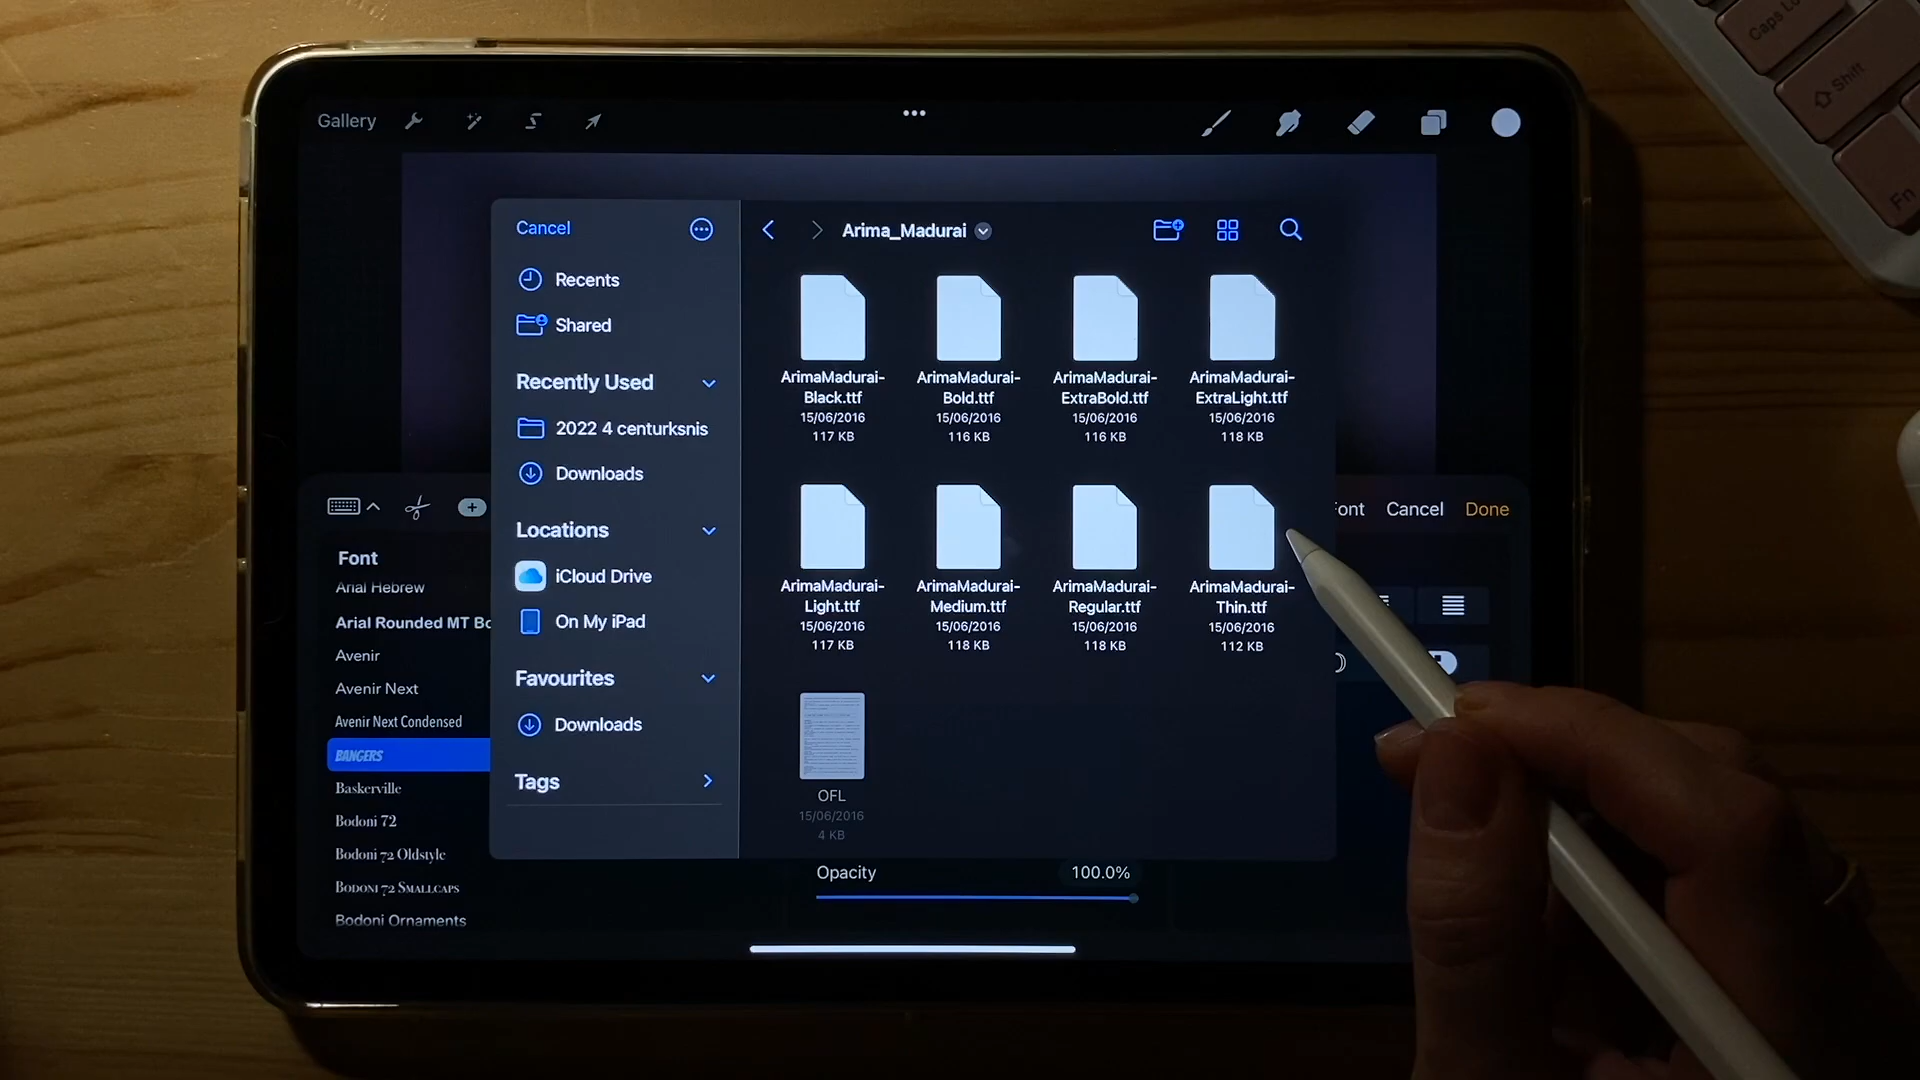 Gallery
Caps Lo
Shift
Fn
Cancel
Recents
Shared
Recently Used
2022 4 centurksnis
Downloads
Locations
iCloud Drive
On My iPad
Favourites
Downloads
Tags
Arima_Madurai
ArimaMadurai-
Black.ttf
15/06/2016
117 KB
ArimaMadurai-
Bold.ttf
15/06/2016
116 KB
ArimaMadurai-
ExtraBold.ttf
15/06/2016
116 KB
ArimaMadurai-
ExtraLight.ttf
15/06/2016
118 KB
ArimaMadurai-
Light.ttf
15/06/2016
117 KB
ArimaMadurai-
Medium.ttf
15/06/2016
118 KB
ArimaMadurai-
Regular.ttf
15/06/2016
118 KB
ArimaMadurai-
Thin.ttf
15/06/2016
112 KB
OFL
15/06/2016
4 KB
Font
Arial Hebrew
Arial Rounded MT Bo
Avenir
Avenir Next
Avenir Next Condensed
BANGERS
Baskerville
Bodoni 72
Bodoni 72 Oldstyle
Bodoni 72 Smallcaps
Bodoni Ornaments
ont Cancel Done
Opacity 100.0%